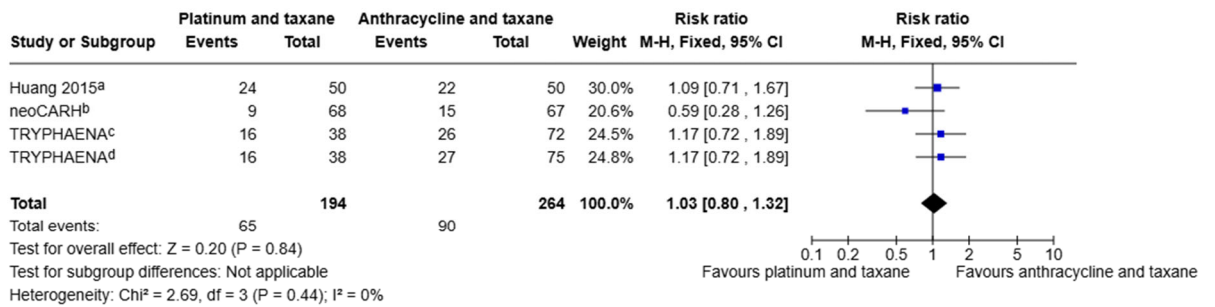 Platinum and taxane Anthracycline and taxane Risk ratio Risk ratio
Study or Subgroup Events Total Events Total Weight M-H, Fixed, 95% CI M-H, Fixed, 95% CI
Huang 2015ᵃ 24 50 22 50 30.0% 1.09 [0.71 , 1.67]
neoCARHᵇ 9 68 15 67 20.6% 0.59 [0.28 , 1.26]
TRYPHAENAᶜ 16 38 26 72 24.5% 1.17 [0.72 , 1.89]
TRYPHAENAᵈ 16 38 27 75 24.8% 1.17 [0.72 , 1.89]
Total 194 264 100.0% 1.03 [0.80 , 1.32]
Total events: 65 90
Test for overall effect: Z = 0.20 (P = 0.84)
0.1 0.2 0.5 1 2 5 10
Test for subgroup differences: Not applicable
Favours platinum and taxane Favours anthracycline and taxane
Heterogeneity: Chi² = 2.69, df = 3 (P = 0.44); I² = 0%